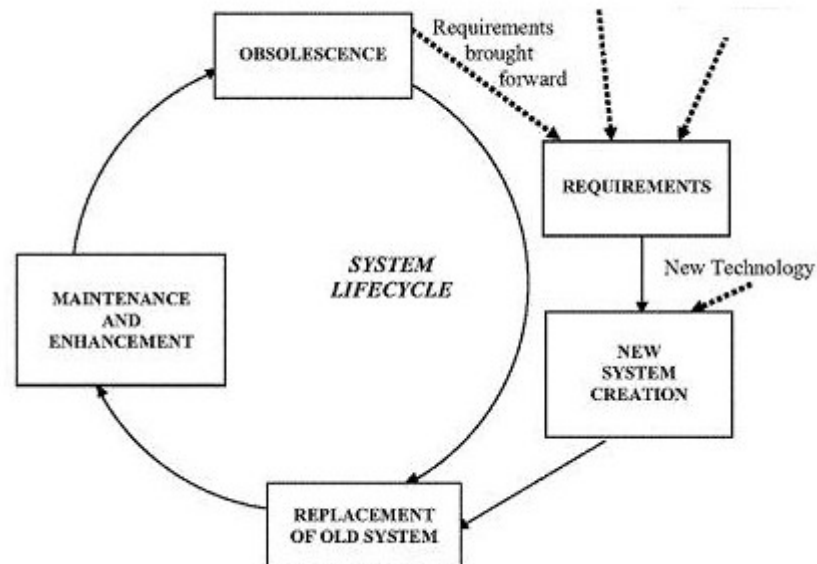 OBSOLESCENCE
Requirements
brought
forward
REQUIREMENTS
New Technology
SYSTEM
LIFECYCLE
MAINTENANCE
AND
ENHANCEMENT
NEW
SYSTEM
CREATION
REPLACEMENT
OF OLD SYSTEM